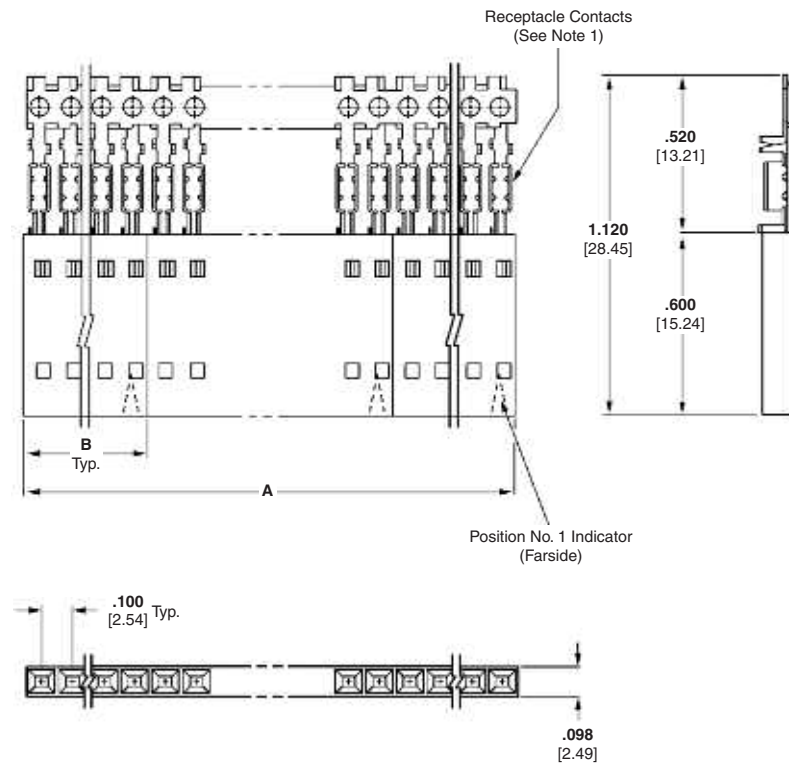 Receptacle Contacts
(See Note 1)
.520
[13.21]
1.120
[28.45]
.600
[15.24]
B
Typ.
A
Position No. 1 Indicator
(Farside)
.100
[2.54] Typ.
.098
[2.49]